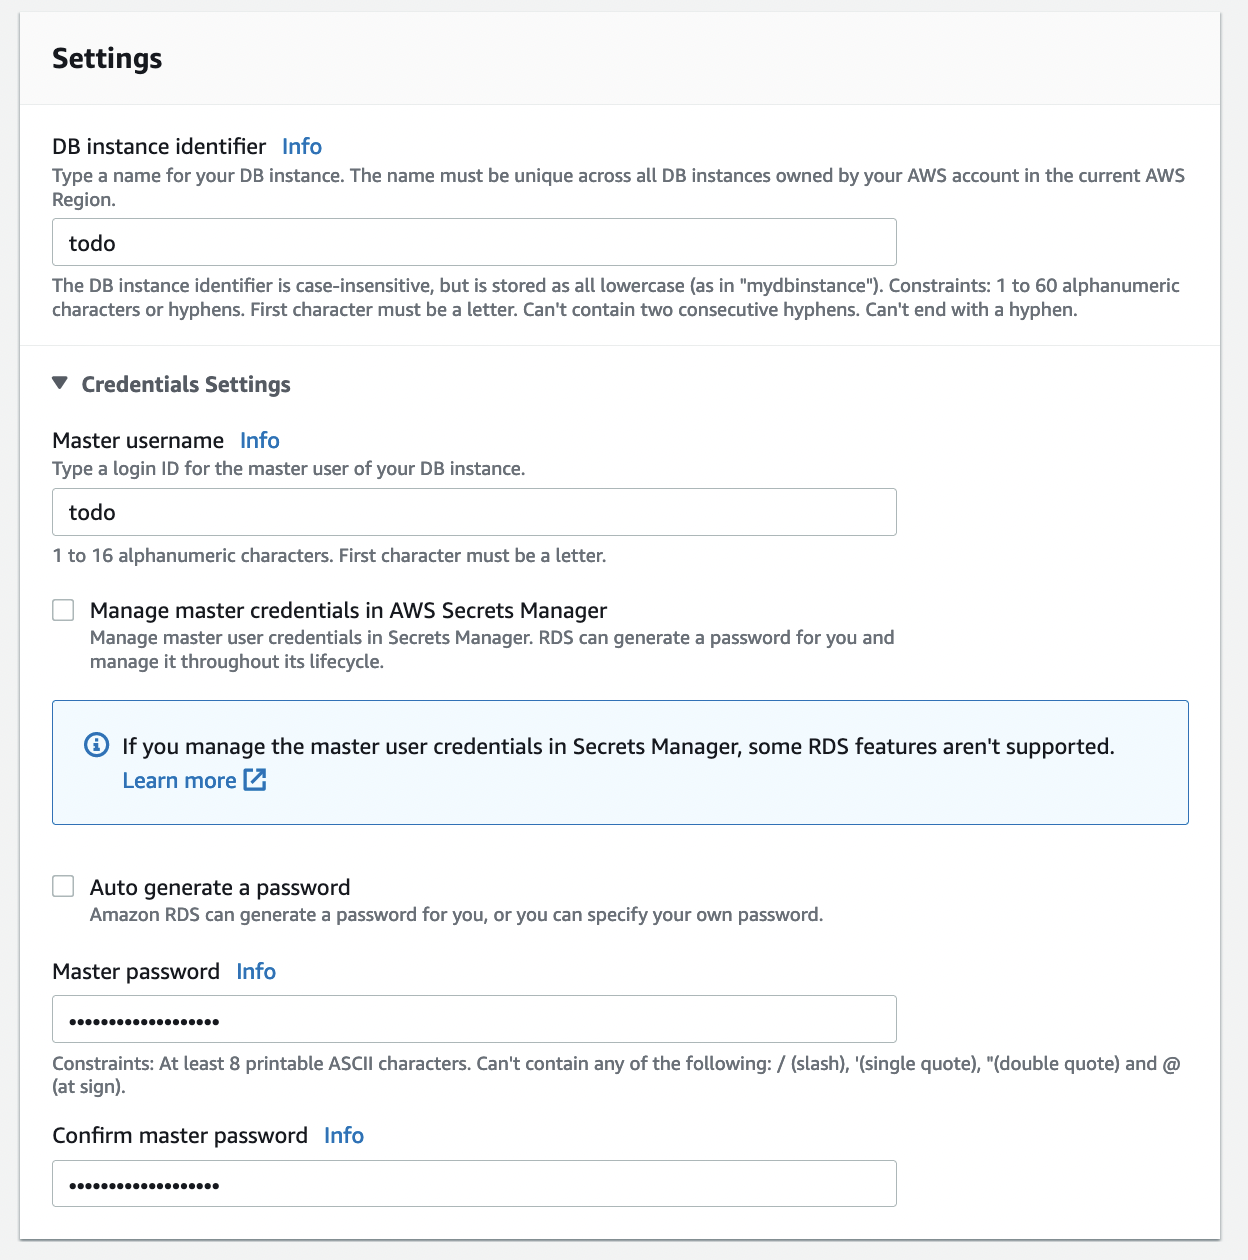 Settings
DB instance identifier Info
Type a name for your DB instance. The name must be unique across all DB instances owned by your AWS account in the current AWS
Region.
todo
The DB instance identifier is case-insensitive, but is stored as all lowercase (as in "mydbinstance"). Constraints: 1 to 60 alphanumeric
characters or hyphens. First character must be a letter. Can't contain two consecutive hyphens. Can't end with a hyphen.
Credentials Settings
Master username Info
Type a login ID for the master user of your DB instance.
todo
1 to 16 alphanumeric characters. First character must be a letter.
Manage master credentials in AWS Secrets Manager
Manage master user credentials in Secrets Manager. RDS can generate a password for you and
manage it throughout its lifecycle.
If you manage the master user credentials in Secrets Manager, some RDS features aren't supported.
Learn more
Auto generate a password
Amazon RDS can generate a password for you, or you can specify your own password.
Master password Info
•••••••••••••••••••
Constraints: At least 8 printable ASCII characters. Can't contain any of the following: / (slash), '(single quote), "(double quote) and @
(at sign).
Confirm master password Info
•••••••••••••••••••